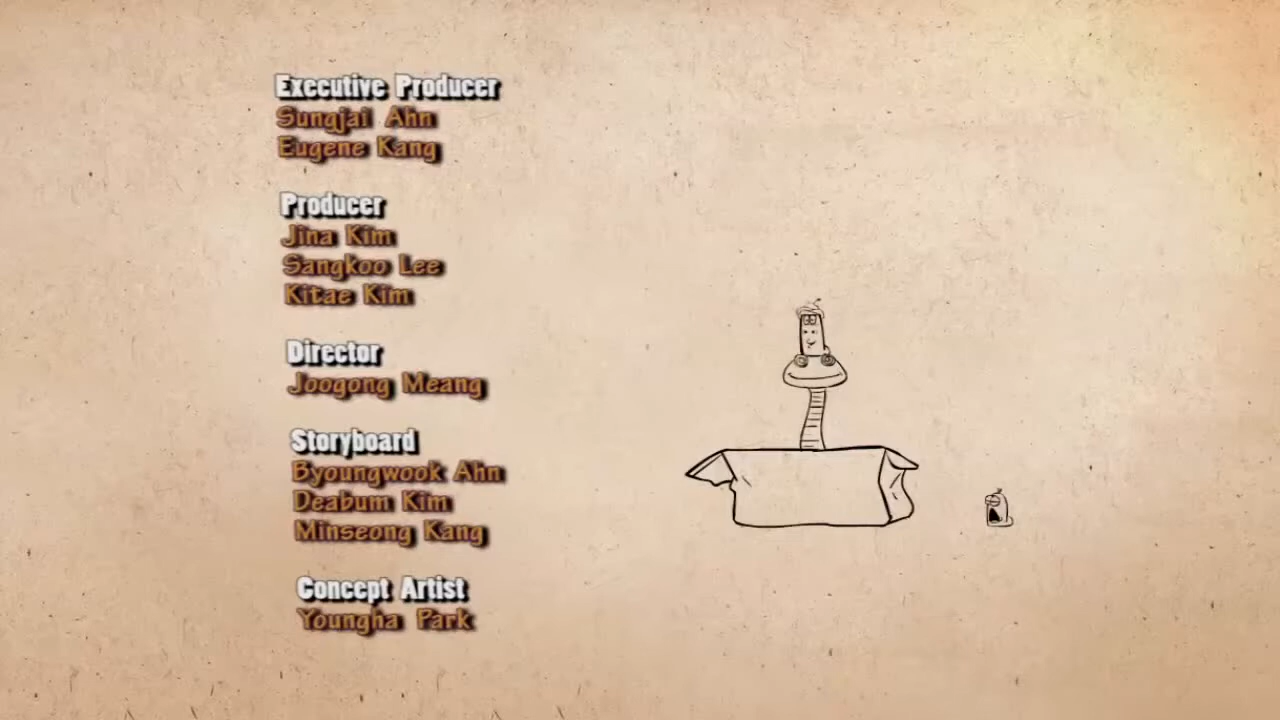 Executive Producer
Sungjai Ahn
Eugene Kang
Producer
Jina Kim
Sangkoo Lee
Kitae Kim
Director
Joogong Meang
Storyboard
Byoungwook Ahn
Deabum Kim
Minseong Kang
Concept Artist
Youngha Park